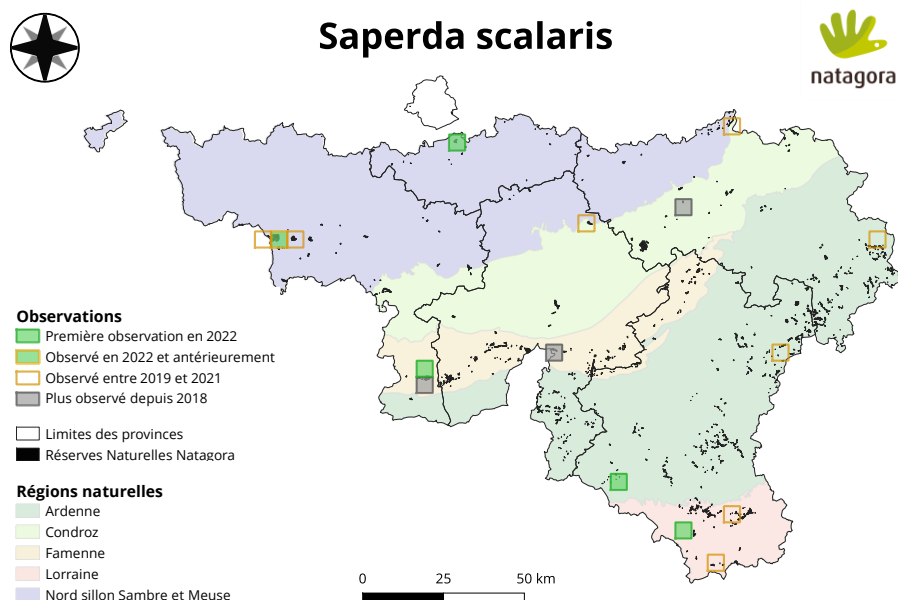 Saperda scalaris
natagora
Observations
Première observation en 2022
Observé en 2022 et antérieurement
Observé entre 2019 et 2021
Plus observé depuis 2018
Limites des provinces
Réserves Naturelles Natagora
Régions naturelles
Ardenne
Condroz
Famenne
Lorraine
Nord sillon Sambre et Meuse
0 25 50 km